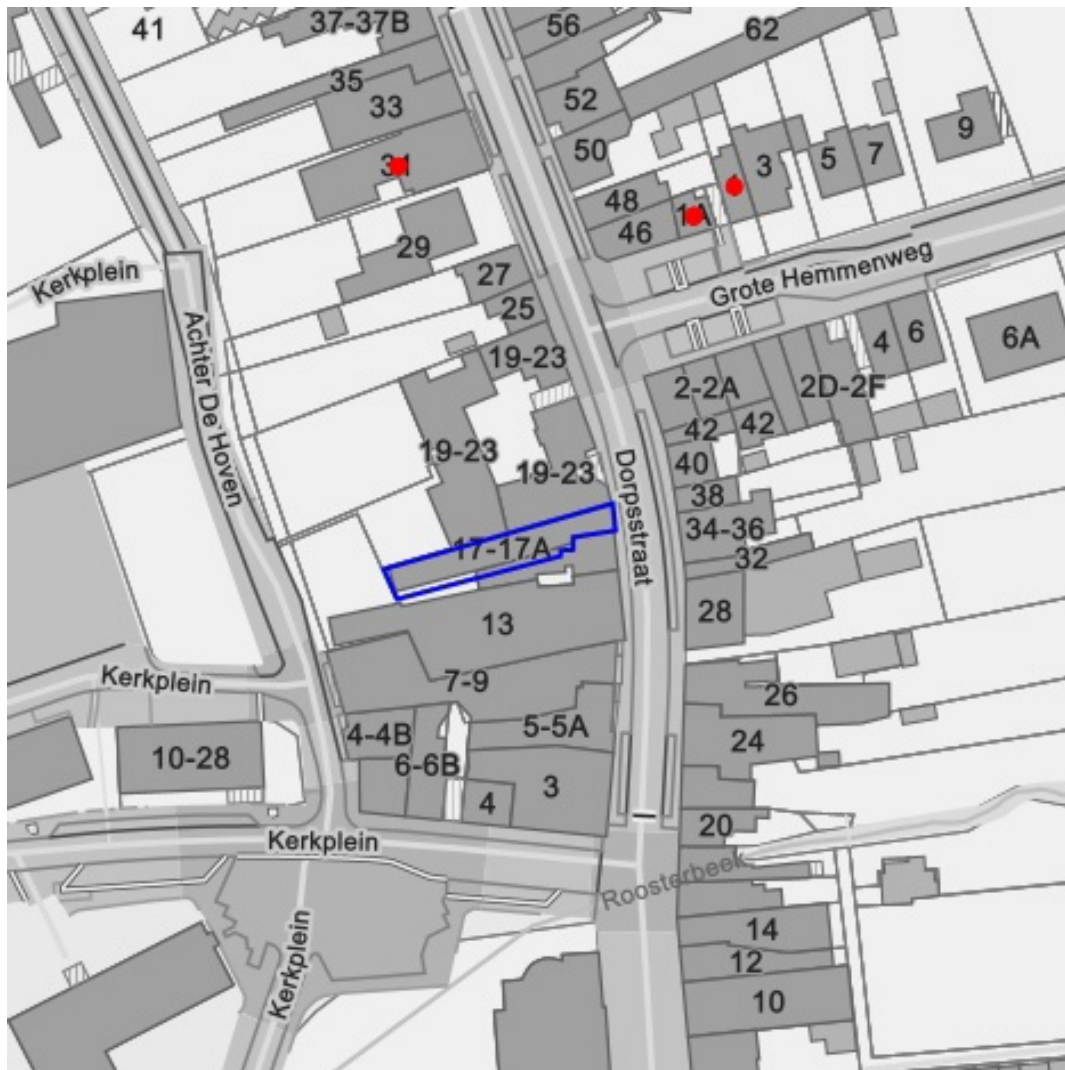 41
37-37B
56
62
35
33
52
31
50
9
3
5
7
1
48
1A
46
29
Kerkplein
27
25
Grote Hemmenweg
Achter De Hoven
19-23
4
6
6A
2-2A
2D-2F
42
42
19-23
19-23
40
38
Dorpsstraat
34-36
17-17A
32
28
13
Kerkplein
7-9
26
4-4B
5-5A
24
10-28
6-6B
3
4
20
Kerkplein
Roosterbeek
14
Kerkplein
12
10